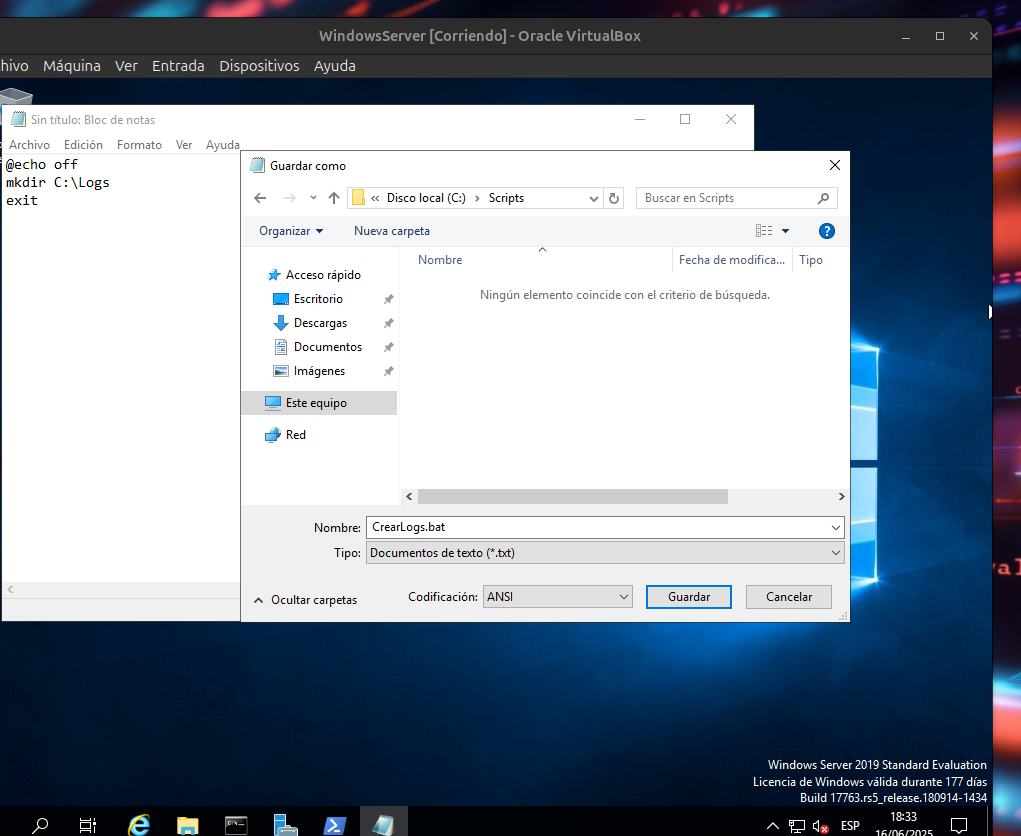 WindowsServer [Corriendo] - Oracle VirtualBox
hivo Máquina Ver Entrada Dispositivos Ayuda
Sin título: Bloc de notas
Archivo Edición Formato Ver Ayuda
@echo off
mkdir C:\Logs
exit
Guardar como
« Disco local (C:) › Scripts
Buscar en Scripts
Organizar Nueva carpeta
?
Nombre Fecha de modifica... Tipo
Ningún elemento coincide con el criterio de búsqueda.
Acceso rápido
Escritorio
Descargas
Documentos
Imágenes
Este equipo
Red
Nombre: CrearLogs.bat
Tipo: Documentos de texto (*.txt)
Ocultar carpetas Codificación: ANSI Guardar Cancelar
Windows Server 2019 Standard Evaluation
Licencia de Windows válida durante 177 días
Build 17763.rs5_release.180914-1434
ESP
18:33
16/06/2025